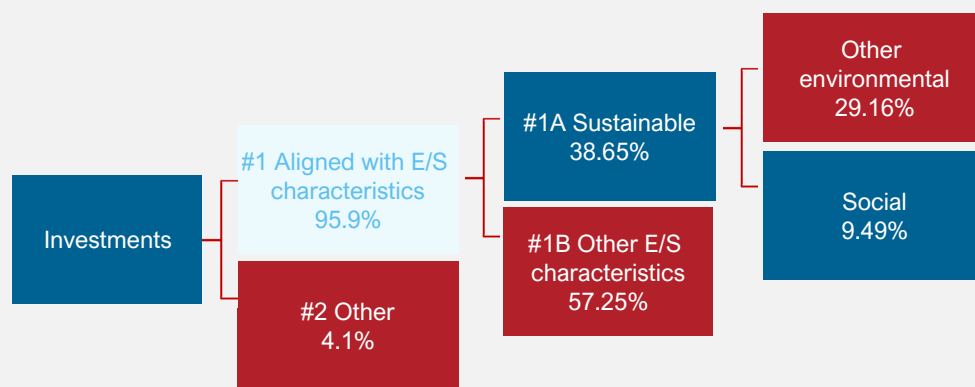 Investments
#1 Aligned with E/S
characteristics
95.9%
#2 Other
4.1%
#1A Sustainable
38.65%
#1B Other E/S
characteristics
57.25%
Other
environmental
29.16%
Social
9.49%